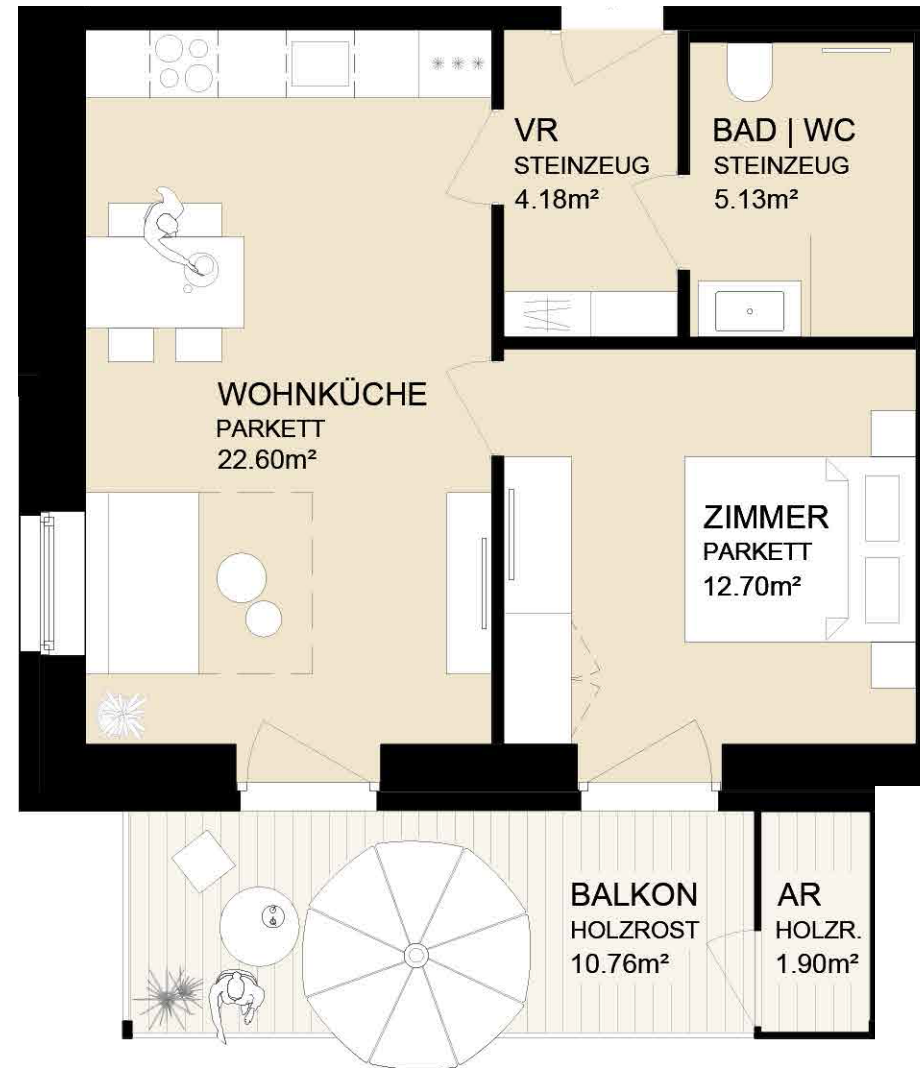 VR
STEINZEUG
4.18m²
BAD | WC
STEINZEUG
5.13m²
WOHNKÜCHE
PARKETT
22.60m²
ZIMMER
PARKETT
12.70m²
BALKON
HOLZROST
10.76m²
AR
HOLZR.
1.90m²